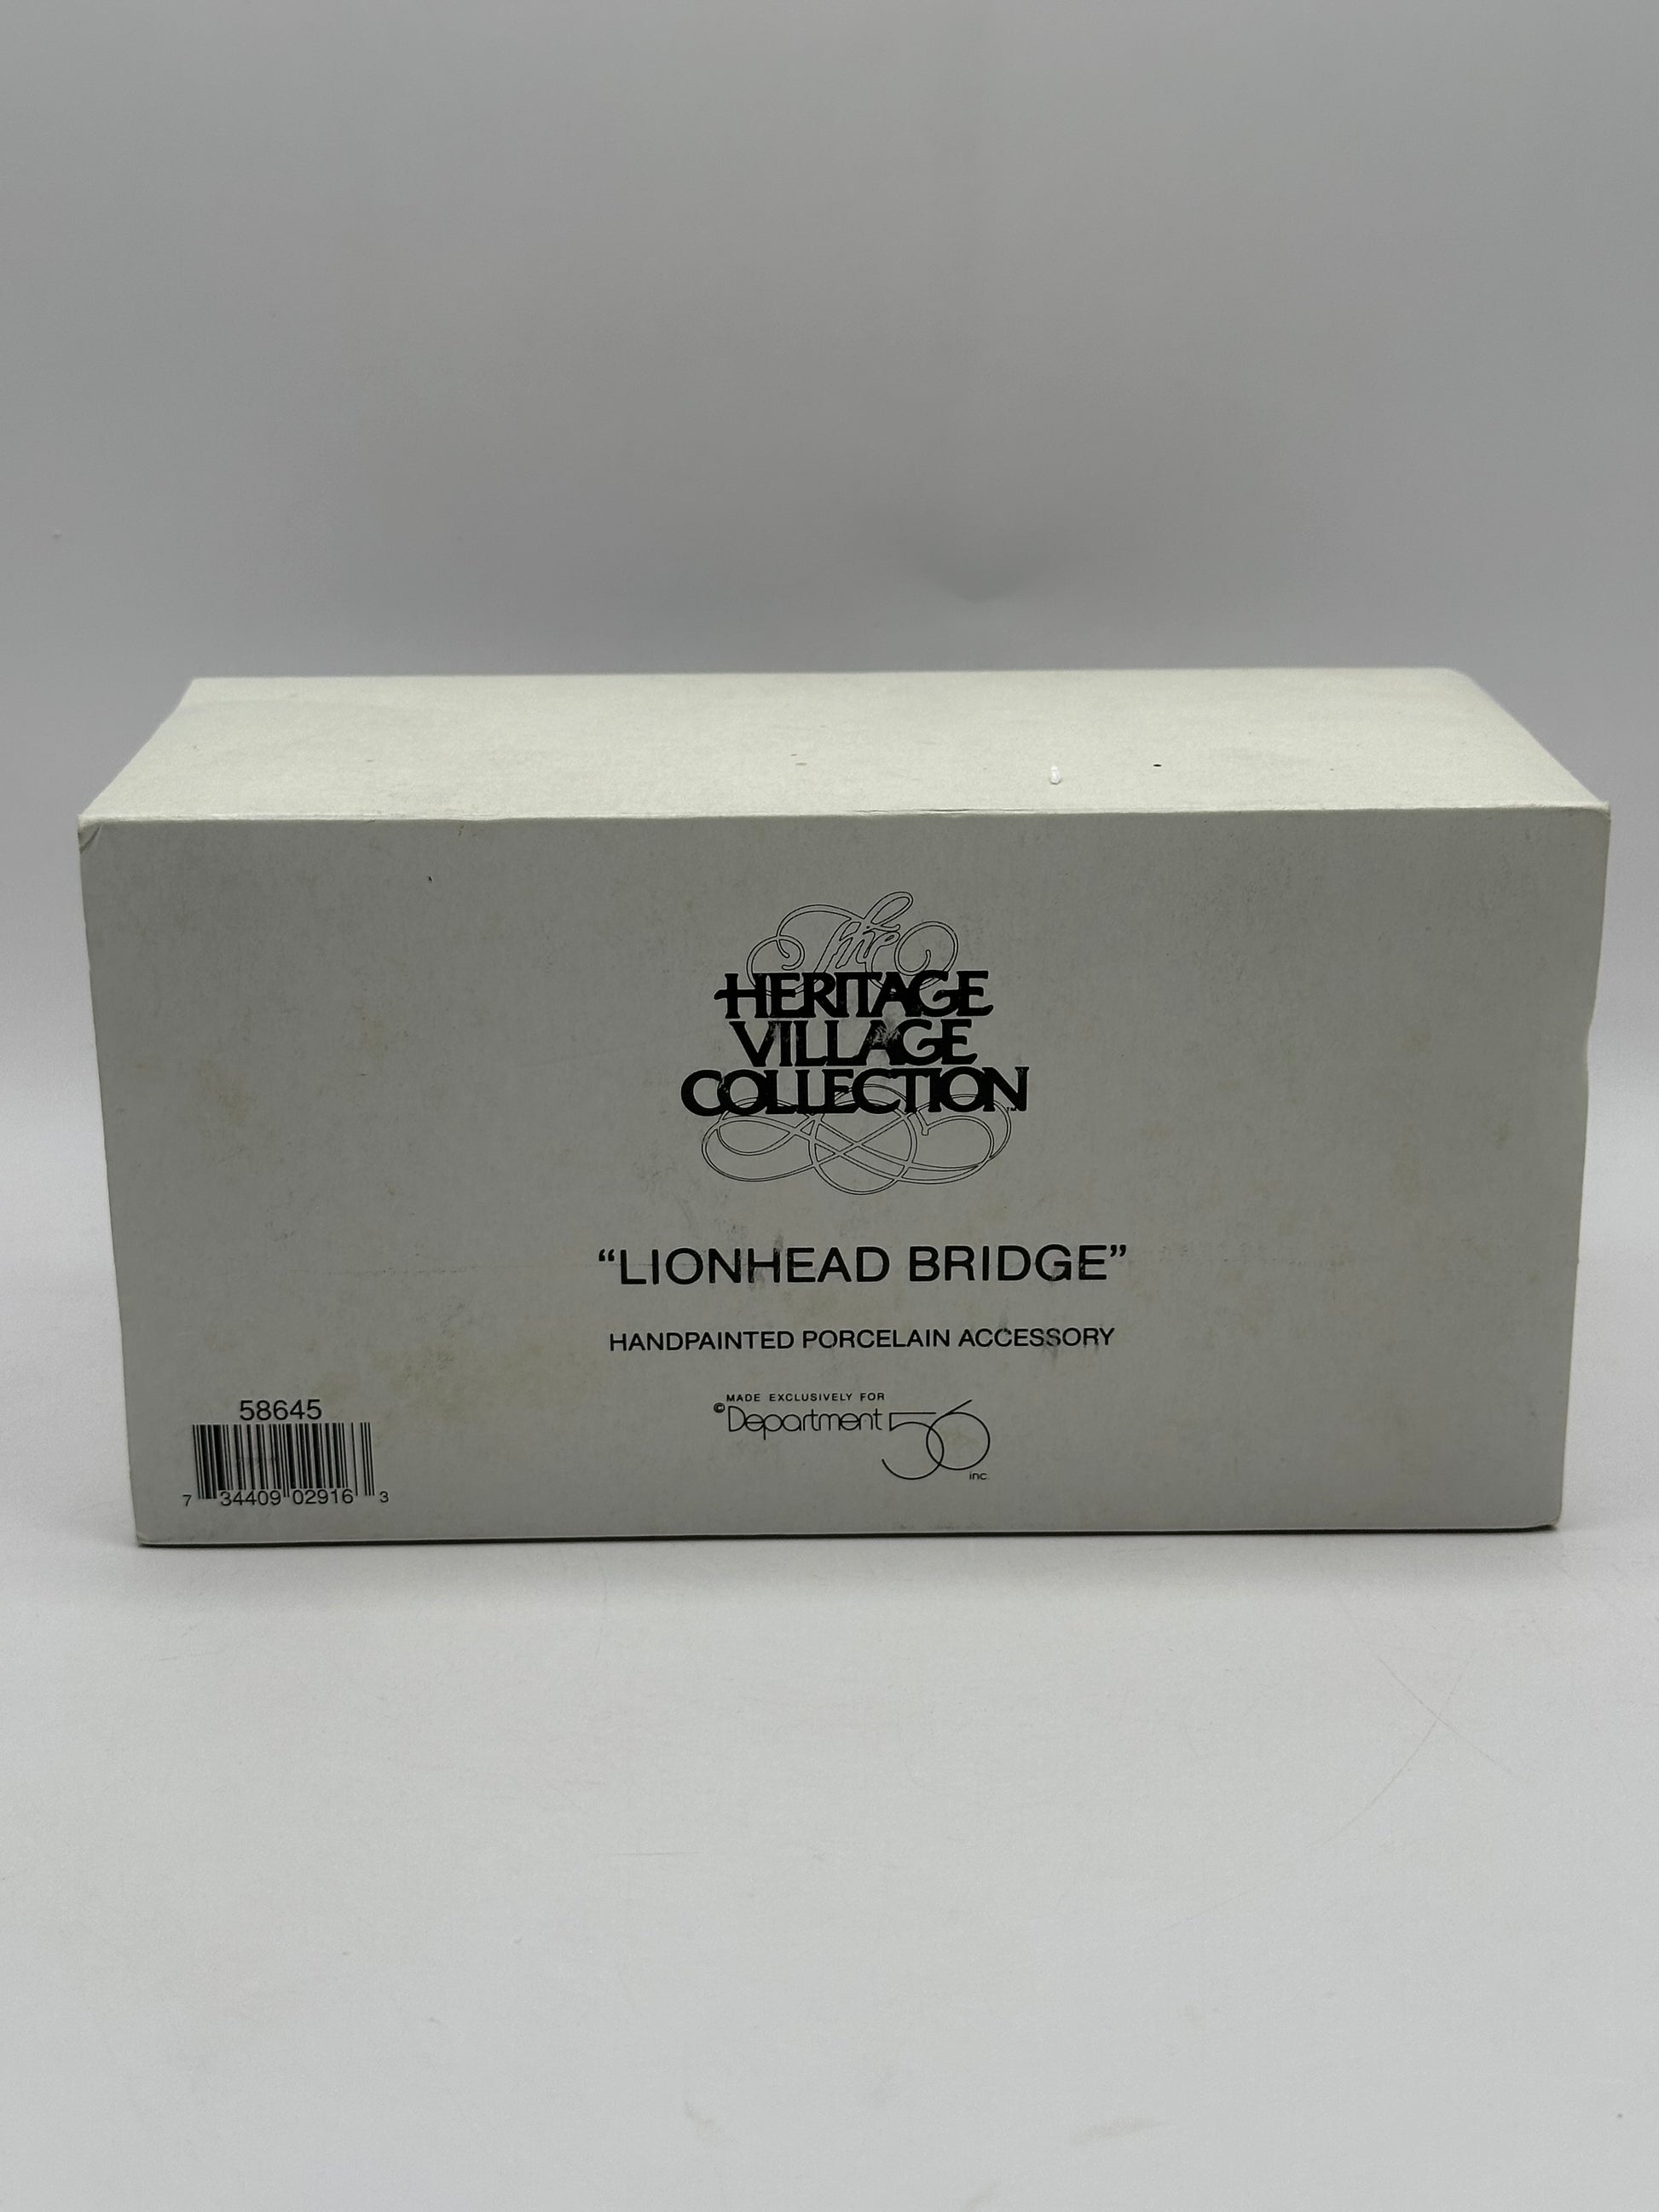 The
HERITAGE
VILLAGE
COLLECTION™
“LIONHEAD BRIDGE”
HANDPAINTED PORCELAIN ACCESSORY
MADE EXCLUSIVELY FOR
© Department 56 inc.
58645
7 34409 02916 3